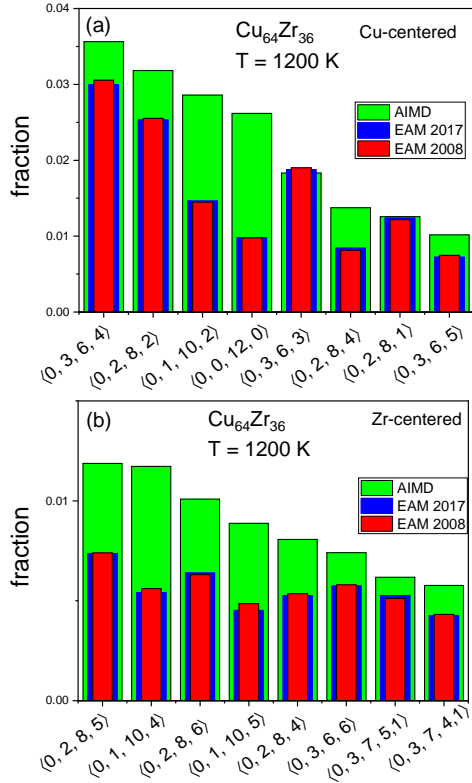 (a)
Cu64Zr36
Cu-centered
T = 1200 K
AIMD
EAM 2017
EAM 2008
fraction
0.04
0.03
0.02
0.01
0.00
⟨0, 3, 6, 4⟩
⟨0, 2, 8, 2⟩
⟨0, 1, 10, 2⟩
⟨0, 0, 12, 0⟩
⟨0, 3, 6, 3⟩
⟨0, 2, 8, 4⟩
⟨0, 2, 8, 1⟩
⟨0, 3, 6, 5⟩
(b)
Cu64Zr36
Zr-centered
T = 1200 K
AIMD
EAM 2017
EAM 2008
fraction
0.01
0.00
⟨0, 2, 8, 5⟩
⟨0, 1, 10, 4⟩
⟨0, 2, 8, 6⟩
⟨0, 1, 10, 5⟩
⟨0, 2, 8, 4⟩
⟨0, 3, 6, 6⟩
⟨0, 3, 7, 5,1⟩
⟨0, 3, 7, 4,1⟩